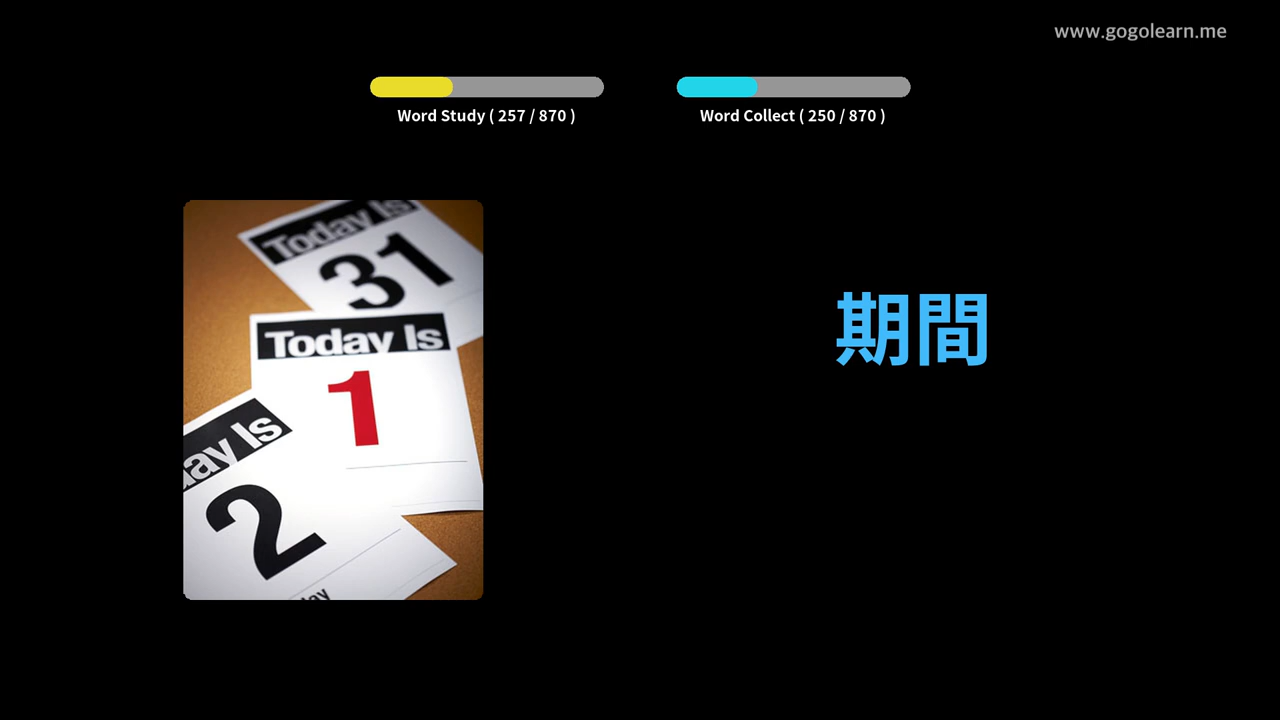 www.gogolearn.me
Word Study ( 257 / 870 )
Word Collect ( 250 / 870 )
Today Is
31
Today Is
1
ay Is
2
day
期間